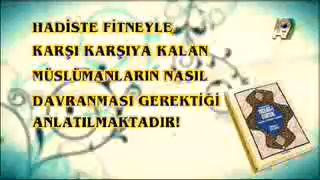 HADİSTE FİTNEYLE
KARŞI KARŞIYA KALAN
MÜSLÜMANLARIN NASIL
DAVRANMASI GEREKTİĞİ
ANLATILMAKTADIR!